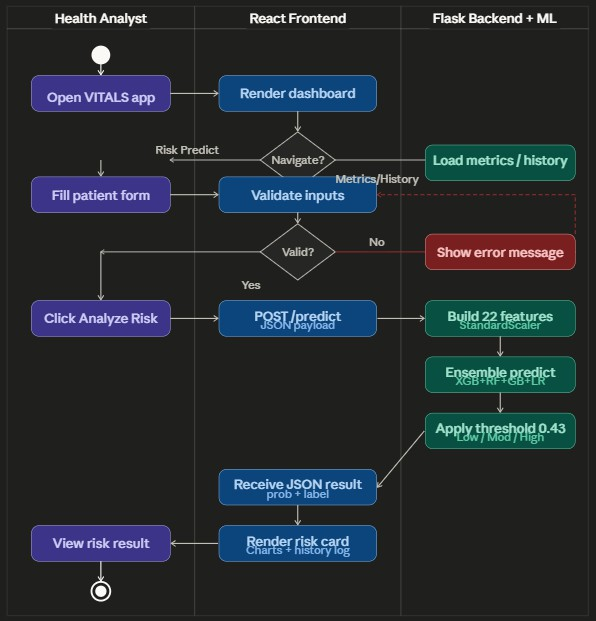 Health Analyst
React Frontend
Flask Backend + ML
Open VITALS app
Render dashboard
Risk Predict
Navigate?
Load metrics / history
Metrics/History
Fill patient form
Validate inputs
Valid?
No
Show error message
Yes
Click Analyze Risk
POST /predict
JSON payload
Build 22 features
StandardScaler
Ensemble predict
XGB+RF+GB+LR
Apply threshold 0.43
Low / Mod / High
Receive JSON result
prob + label
View risk result
Render risk card
Charts + history log